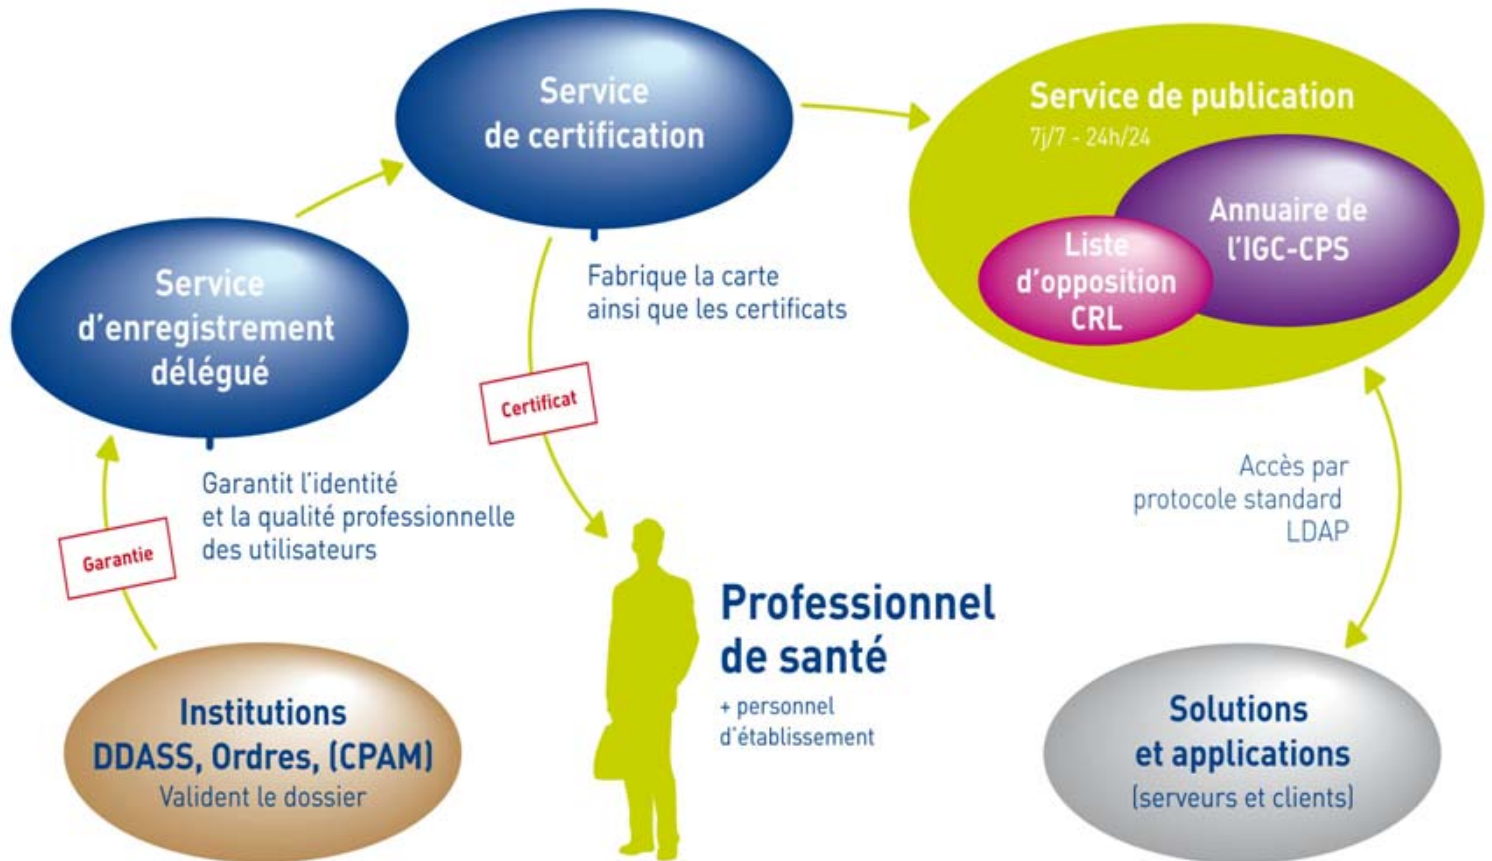 Service
de certification
Service de publication
7j/7 - 24h/24
Annuaire de
l'IGC-CPS
Liste
d'opposition
CRL
Service
d'enregistrement
délégué
Fabrique la carte
ainsi que les certificats
Certificat
Garantit l'identité
et la qualité professionnelle
des utilisateurs
Accès par
protocole standard
LDAP
Garantie
Professionnel
de santé
+ personnel
d'établissement
Institutions
DDASS, Ordres, (CPAM)
Valident le dossier
Solutions
et applications
(serveurs et clients)